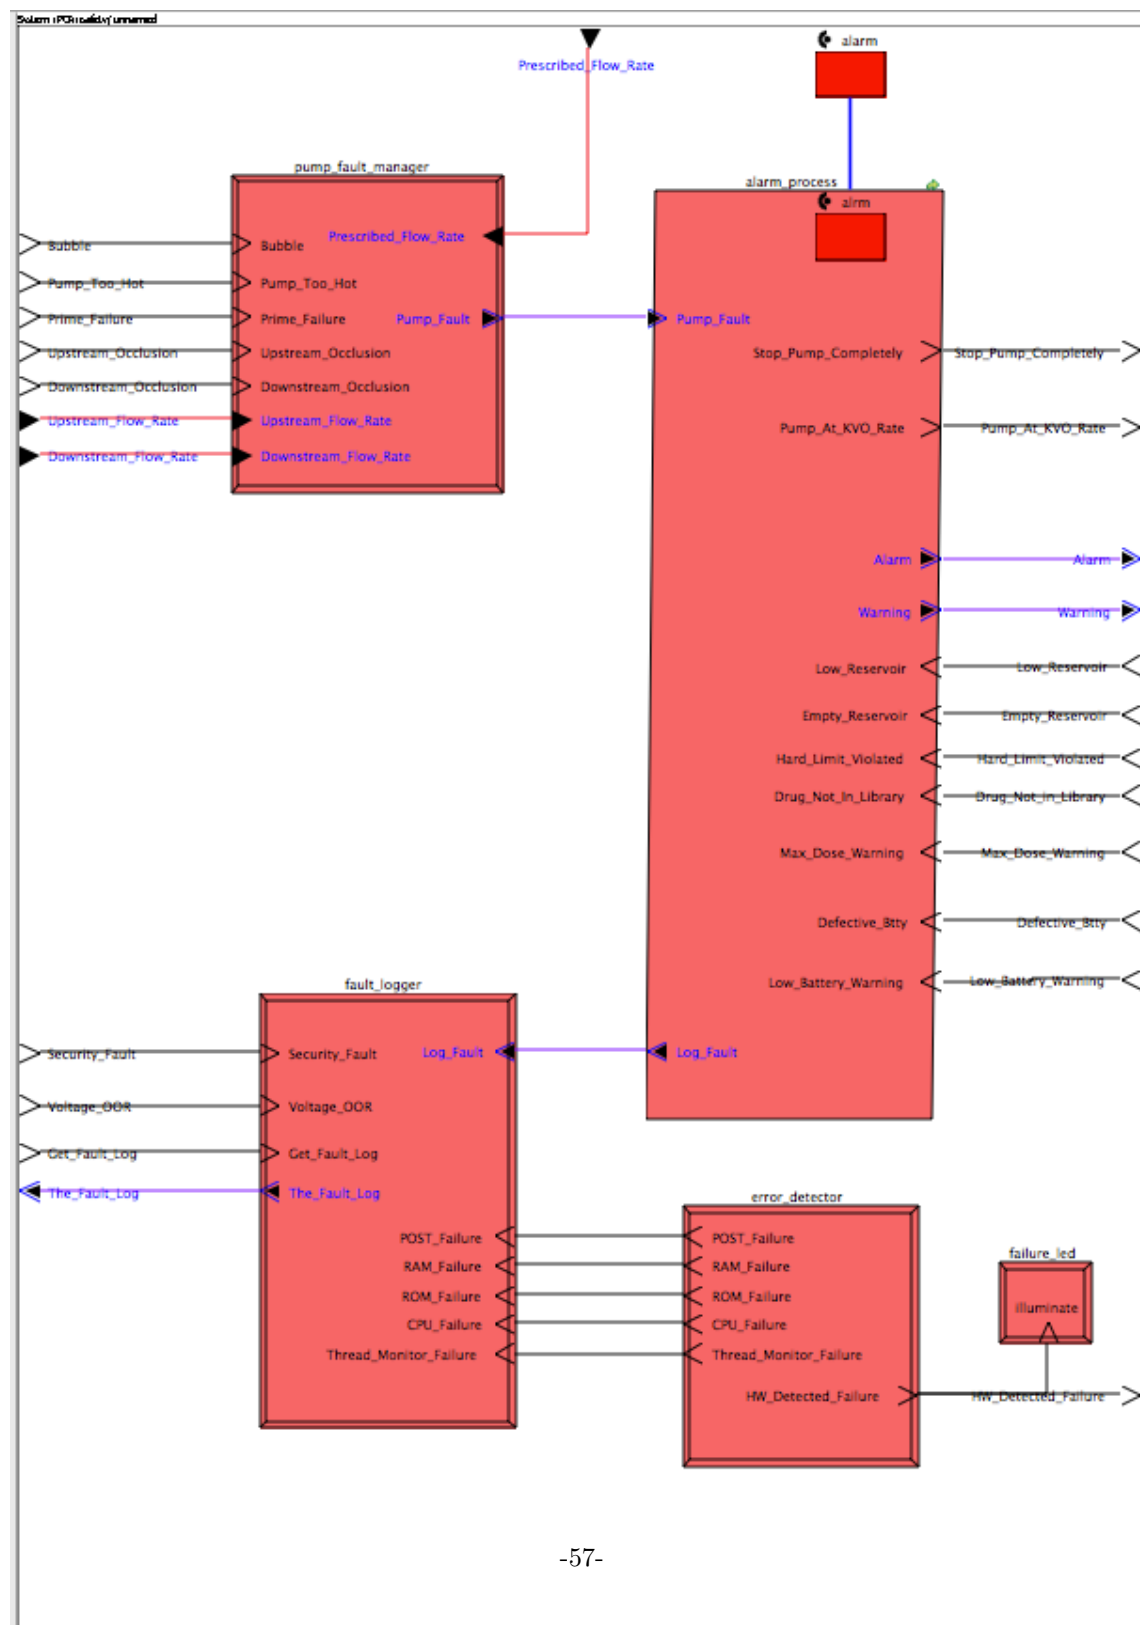 alarm
Prescribed_Flow_Rate
pump_fault_manager
alarm_process
alrm
Bubble
Bubble
Prescribed_Flow_Rate
Pump_Too_Hot
Pump_Too_Hot
Prime_Failure
Prime_Failure
Pump_Fault
Pump_Fault
Upstream_Occlusion
Upstream_Occlusion
Stop_Pump_Completely
Stop_Pump_Completely
Downstream_Occlusion
Downstream_Occlusion
Upstream_Flow_Rate
Upstream_Flow_Rate
Pump_At_KVO_Rate
Pump_At_KVO_Rate
Downstream_Flow_Rate
Downstream_Flow_Rate
Alarm
Alarm
Warning
Warning
Low_Reservoir
Low_Reservoir
Empty_Reservoir
Empty_Reservoir
Hard_Limit_Violated
Hard_Limit_Violated
Drug_Not_In_Library
Drug_Not_in_Library
Max_Dose_Warning
Max_Dose_Warning
Defective_Btty
Defective_Btty
Low_Battery_Warning
Low_Battery_Warning
fault_logger
Security_Fault
Security_Fault
Log_Fault
Log_Fault
Voltage_OOR
Voltage_OOR
Get_Fault_Log
Get_Fault_Log
The_Fault_Log
The_Fault_Log
error_detector
POST_Failure
POST_Failure
failure_led
RAM_Failure
RAM_Failure
ROM_Failure
ROM_Failure
illuminate
CPU_Failure
CPU_Failure
Thread_Monitor_Failure
Thread_Monitor_Failure
HW_Detected_Failure
HW_Detected_Failure
-57-